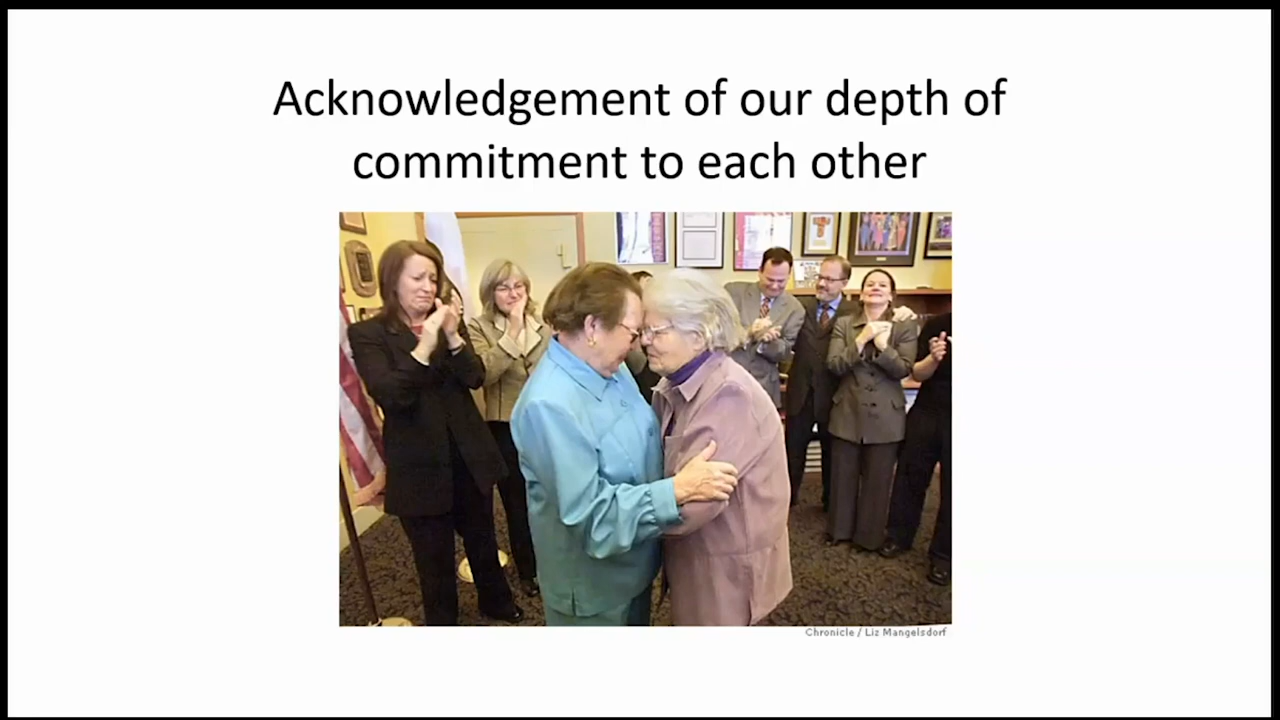 Acknowledgement of our depth of
commitment to each other
Chronicle / Liz Mangelsdorf